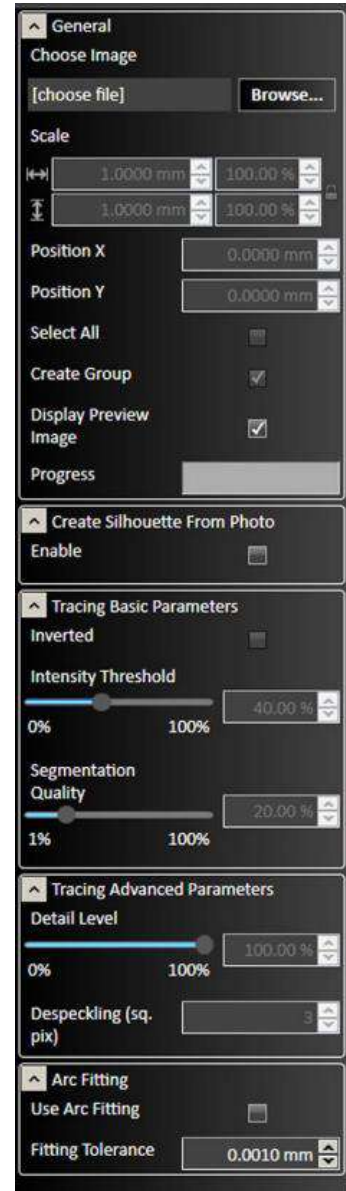 General
Choose Image
[choose file] Browse...
Scale
1.0000 mm 100.00 %
1.0000 mm 100.00 %
Position X 0.0000 mm
Position Y 0.0000 mm
Select All
Create Group
Display Preview
Image
Progress
Create Silhouette From Photo
Enable
Tracing Basic Parameters
Inverted
Intensity Threshold
40.00 %
0% 100%
Segmentation
Quality
20.00 %
1% 100%
Tracing Advanced Parameters
Detail Level
100.00 %
0% 100%
Despeckling (sq.
pix) 3
Arc Fitting
Use Arc Fitting
Fitting Tolerance 0.0010 mm